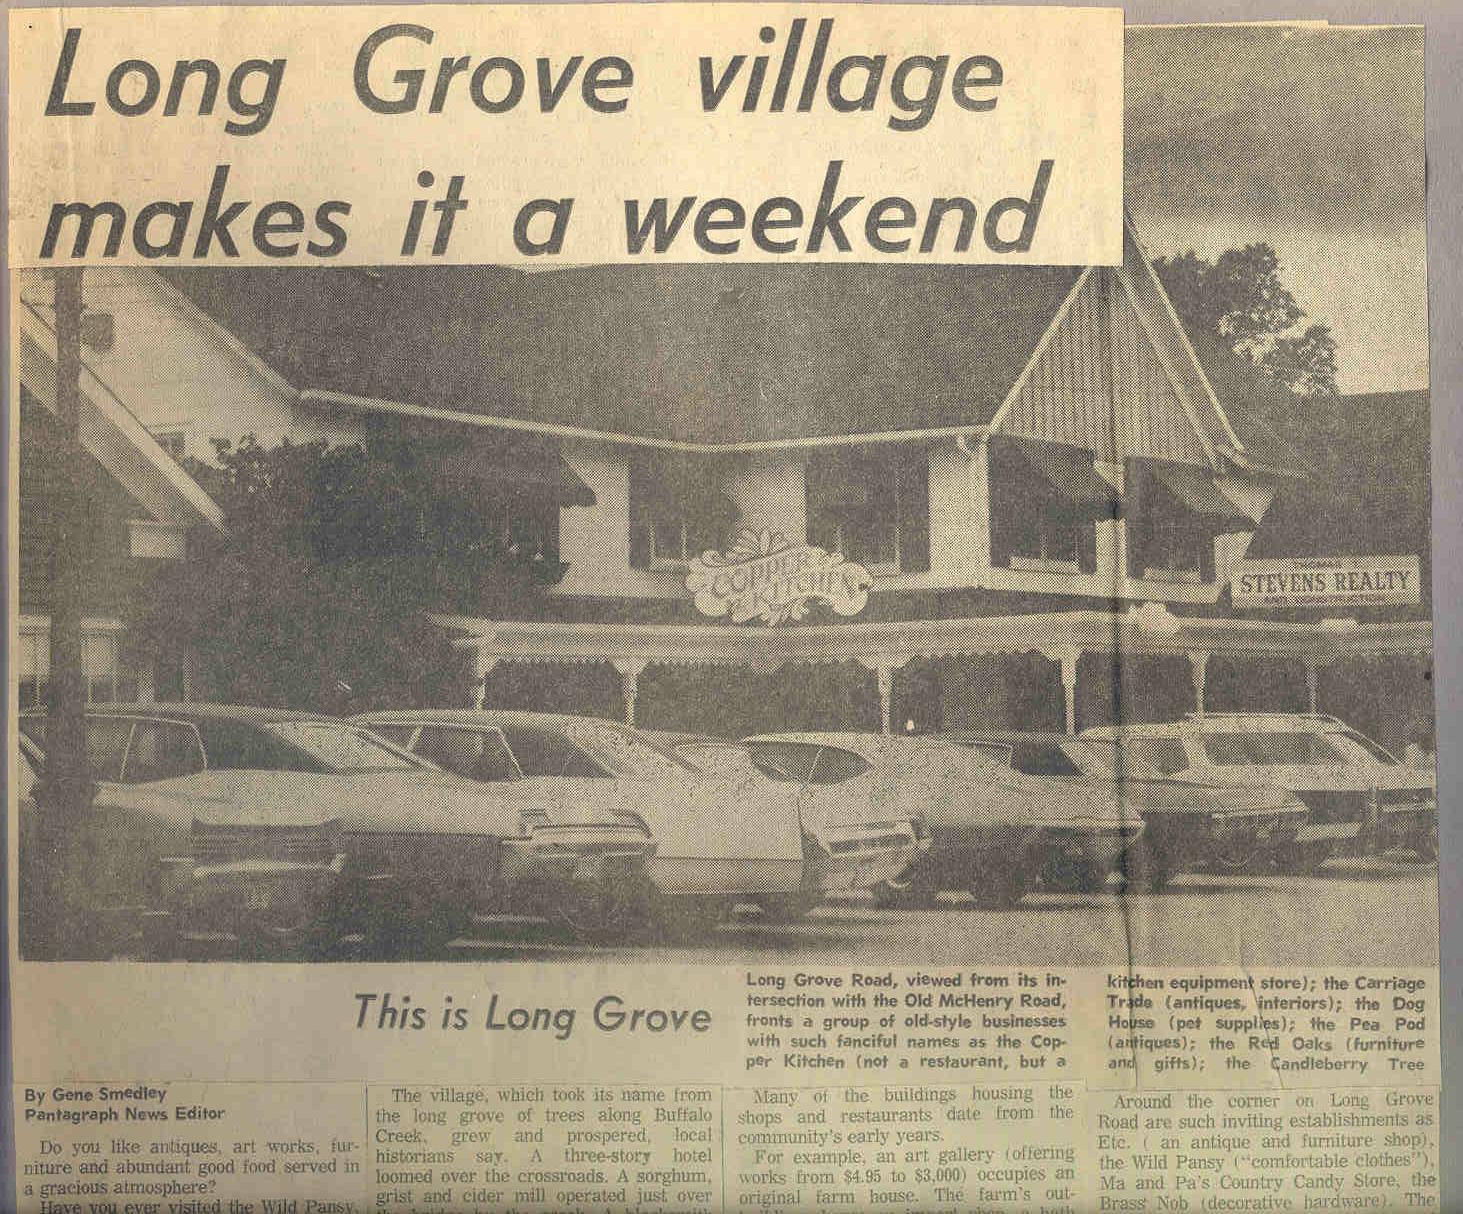 Long Grove village
makes it a weekend
COPPER
KITCHEN
THOMAS
STEVENS REALTY
AND CONSTRUCTION
This is Long Grove
Long Grove Road, viewed from its in-
tersection with the Old McHenry Road,
fronts a group of old-style businesses
with such fanciful names as the Cop-
per Kitchen (not a restaurant, but a
kitchen equipment store); the Carriage
Trade (antiques, interiors); the Dog
House (pet supplies); the Pea Pod
(antiques); the Red Oaks (furniture
and gifts); the Candleberry Tree
By Gene Smedley
Pantagraph News Editor
Do you like antiques, art works, fur-
niture and abundant good food served in
a gracious atmosphere?
Have you ever visited the Wild Pansy,
The village, which took its name from
the long grove of trees along Buffalo
Creek, grew and prospered, local
historians say. A three-story hotel
loomed over the crossroads. A sorghum,
grist and cider mill operated just over
Many of the buildings housing the
shops and restaurants date from the
community's early years.
For example, an art gallery (offering
works from $4.95 to $3,000) occupies an
original farm house. The farm's out-
Around the corner on Long Grove
Road are such inviting establishments as
Etc. ( an antique and furniture shop),
the Wild Pansy ("comfortable clothes"),
Ma and Pa's Country Candy Store, the
Brass Nob (decorative hardware). The